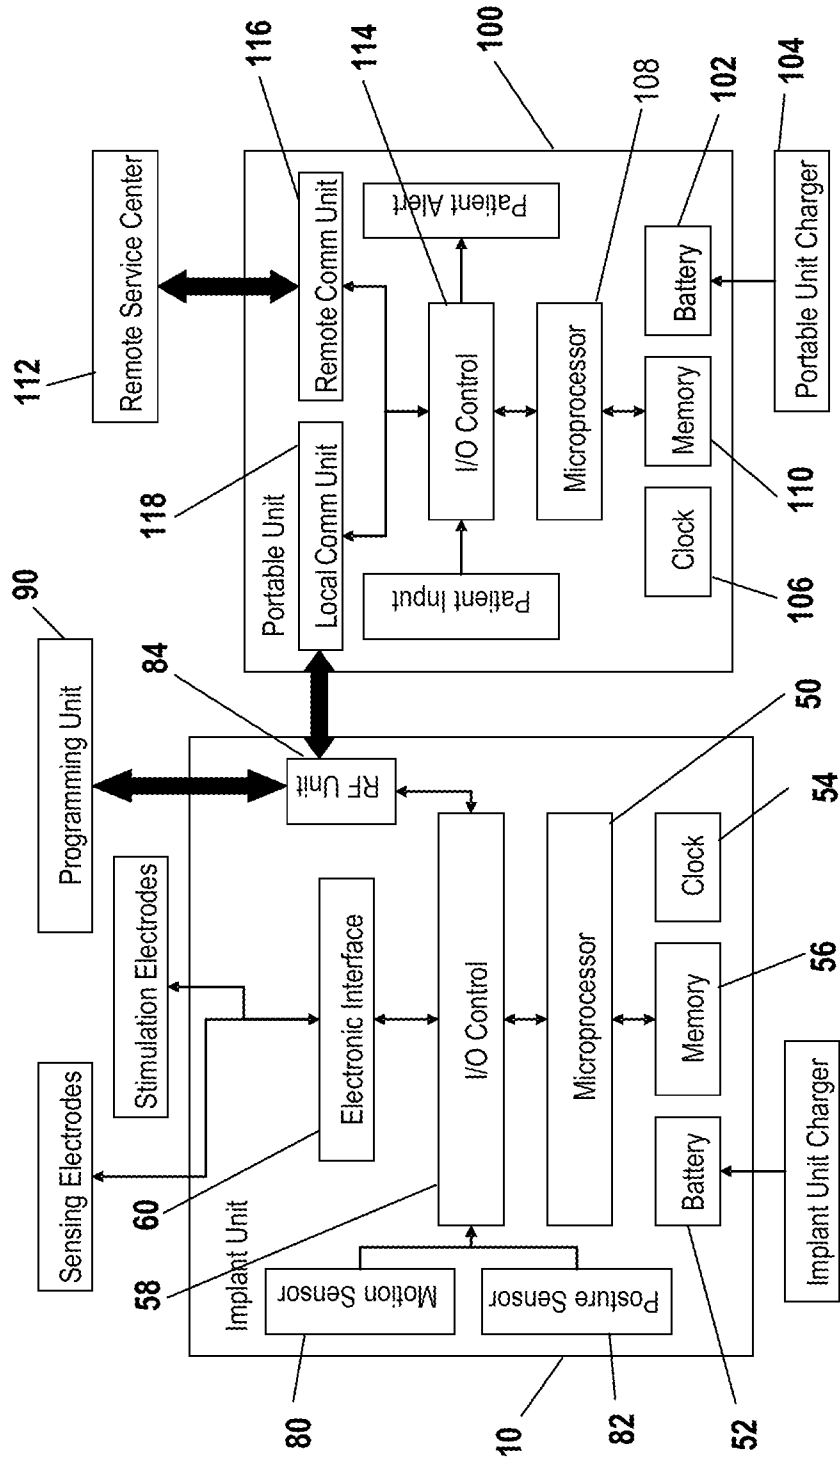 Sensing Electrodes
Stimulation Electrodes
Programming Unit
90
112
Remote Service Center
Implant Unit
60
Electronic Interface
84
RF Unit
Portable Unit
118
Local Comm Unit
116
Remote Comm Unit
58
80
Motion Sensor
82
Posture Sensor
I/O Control
Patient Input
I/O Control
114
Patient Alert
10
Microprocessor
50
Microprocessor
108
100
52
Battery
Memory
56
Clock
54
106
Clock
110
Memory
Battery
102
Implant Unit Charger
Portable Unit Charger
104